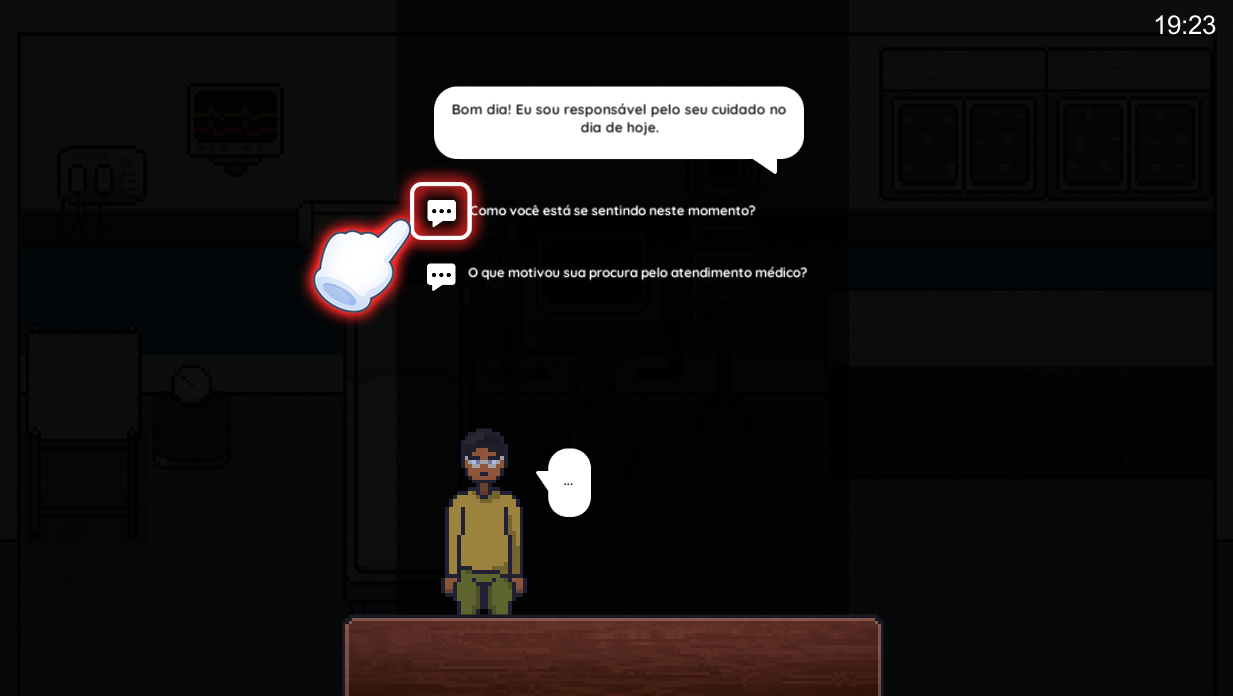 19:23
Bom dia! Eu sou responsável pelo seu cuidado no
dia de hoje.
Como você está se sentindo neste momento?
O que motivou sua procura pelo atendimento médico?
...